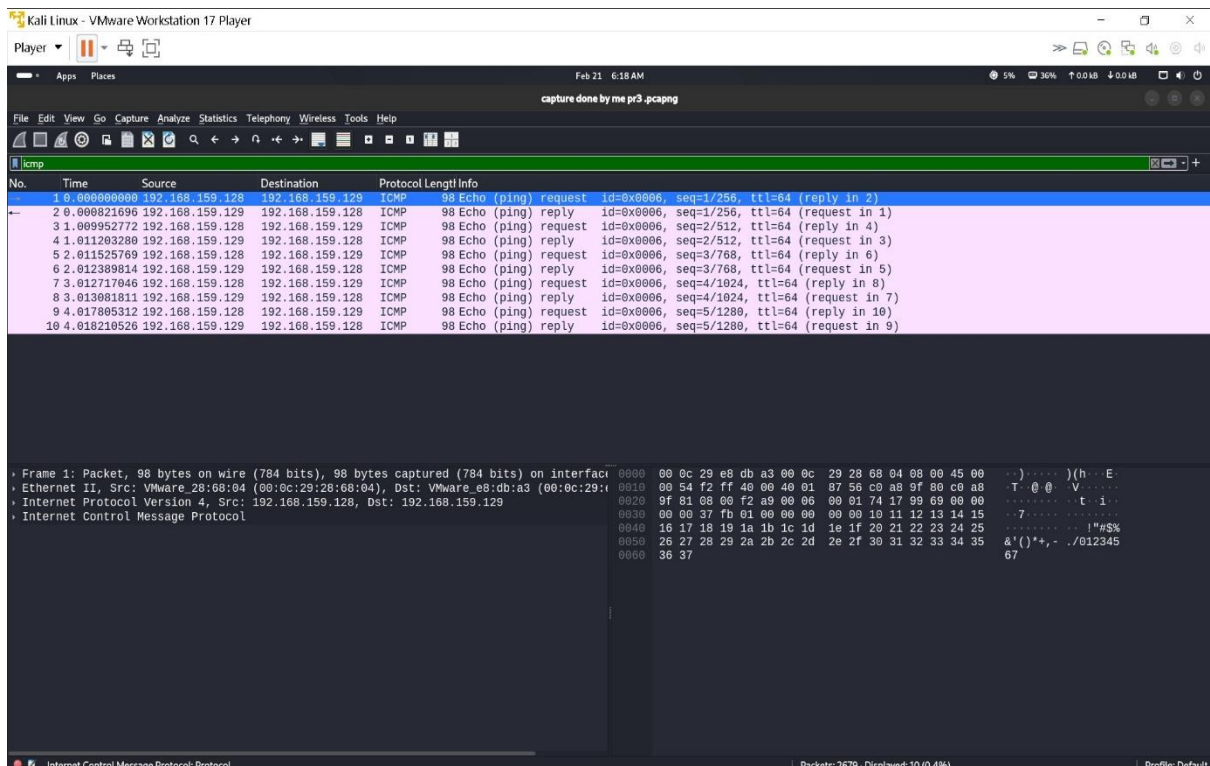 Kali Linux - VMware Workstation 17 Player
Player
Apps Places Feb 21 6:18 AM 5% 36% ↑0.0 kB ↓0.0 kB
capture done by me pr3 .pcapng
File Edit View Go Capture Analyze Statistics Telephony Wireless Tools Help
icmp
No. Time Source Destination Protocol Length Info
1 0.000000000 192.168.159.128 192.168.159.129 ICMP 98 Echo (ping) request id=0x0006, seq=1/256, ttl=64 (reply in 2)
2 0.000821696 192.168.159.129 192.168.159.128 ICMP 98 Echo (ping) reply id=0x0006, seq=1/256, ttl=64 (request in 1)
3 1.009952772 192.168.159.128 192.168.159.129 ICMP 98 Echo (ping) request id=0x0006, seq=2/512, ttl=64 (reply in 4)
4 1.011203280 192.168.159.129 192.168.159.128 ICMP 98 Echo (ping) reply id=0x0006, seq=2/512, ttl=64 (request in 3)
5 2.011525769 192.168.159.128 192.168.159.129 ICMP 98 Echo (ping) request id=0x0006, seq=3/768, ttl=64 (reply in 6)
6 2.012389814 192.168.159.129 192.168.159.128 ICMP 98 Echo (ping) reply id=0x0006, seq=3/768, ttl=64 (request in 5)
7 3.012717046 192.168.159.128 192.168.159.129 ICMP 98 Echo (ping) request id=0x0006, seq=4/1024, ttl=64 (reply in 8)
8 3.013081811 192.168.159.129 192.168.159.128 ICMP 98 Echo (ping) reply id=0x0006, seq=4/1024, ttl=64 (request in 7)
9 4.017805312 192.168.159.128 192.168.159.129 ICMP 98 Echo (ping) request id=0x0006, seq=5/1280, ttl=64 (reply in 10)
10 4.018210526 192.168.159.129 192.168.159.128 ICMP 98 Echo (ping) reply id=0x0006, seq=5/1280, ttl=64 (request in 9)
Frame 1: Packet, 98 bytes on wire (784 bits), 98 bytes captured (784 bits) on interface
Ethernet II, Src: VMware_28:68:04 (00:0c:29:28:68:04), Dst: VMware_e8:db:a3 (00:0c:29:e
Internet Protocol Version 4, Src: 192.168.159.128, Dst: 192.168.159.129
Internet Control Message Protocol
0000 00 0c 29 e8 db a3 00 0c 29 28 68 04 08 00 45 00 ··)····· )(h···E·
0010 00 54 f2 ff 40 00 40 01 87 56 c0 a8 9f 80 c0 a8 ·T··@·@· ·V······
0020 9f 81 08 00 f2 a9 00 06 00 01 74 17 99 69 00 00 ········ ··t··i··
0030 00 00 37 fb 01 00 00 00 00 00 10 11 12 13 14 15 ··7····· ········
0040 16 17 18 19 1a 1b 1c 1d 1e 1f 20 21 22 23 24 25 ········ ·· !"#$%
0050 26 27 28 29 2a 2b 2c 2d 2e 2f 30 31 32 33 34 35 &'()*+,- ./012345
0060 36 37 67
Internet Control Message Protocol: Protocol Packets: 2679 · Displayed: 10 (0.4%) Profile: Default